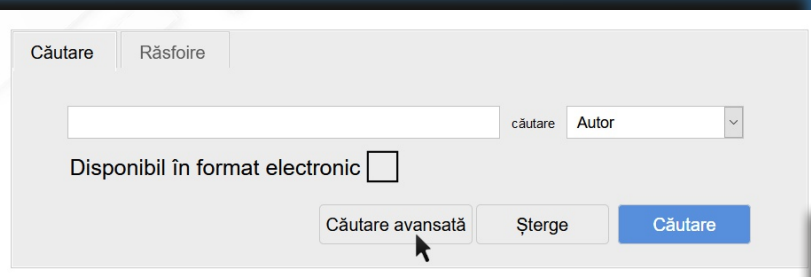 Căutare Răsfoire
căutare Autor
Disponibil în format electronic
Căutare avansată Șterge Căutare